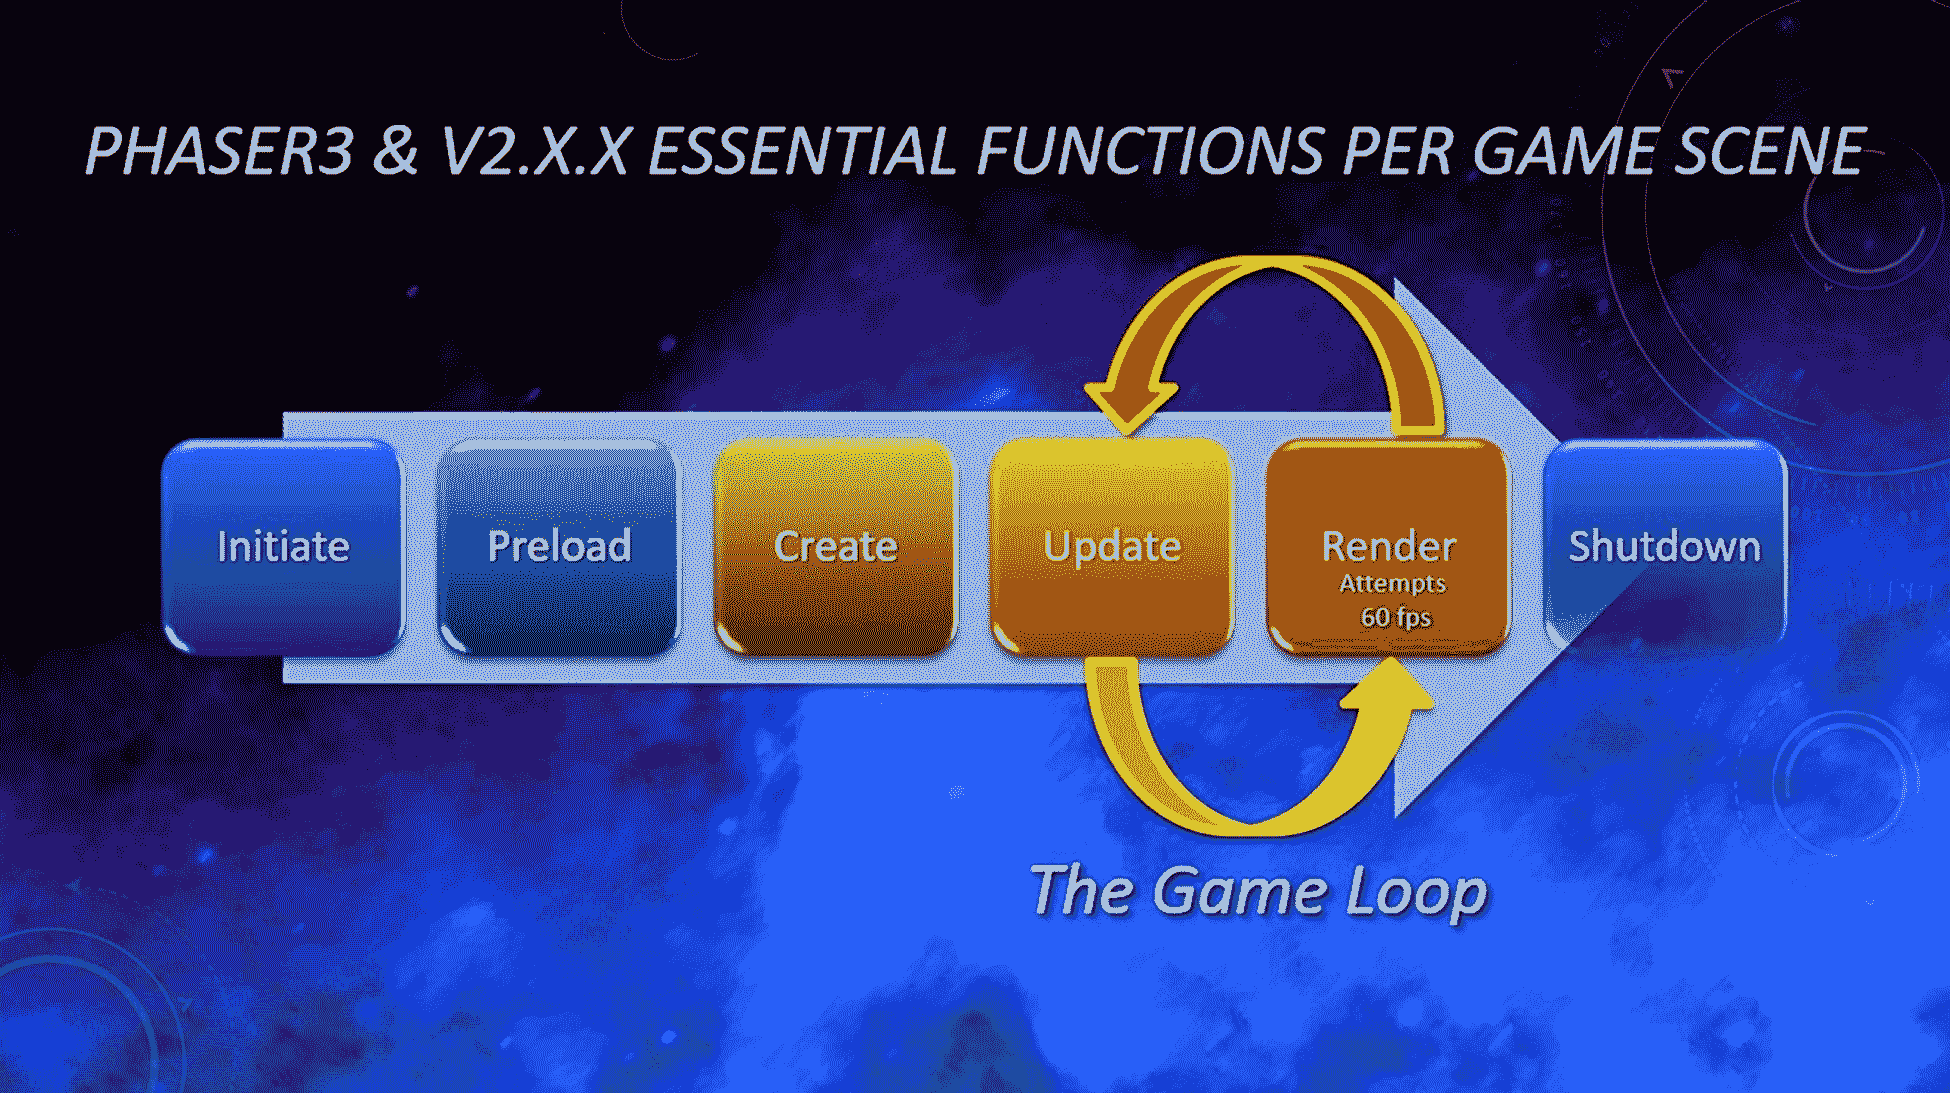 PHASER3 & V2.X.X ESSENTIAL FUNCTIONS PER GAME SCENE
Initiate
Preload
Create
Update
Render
Attempts
60 fps
Shutdown
The Game Loop